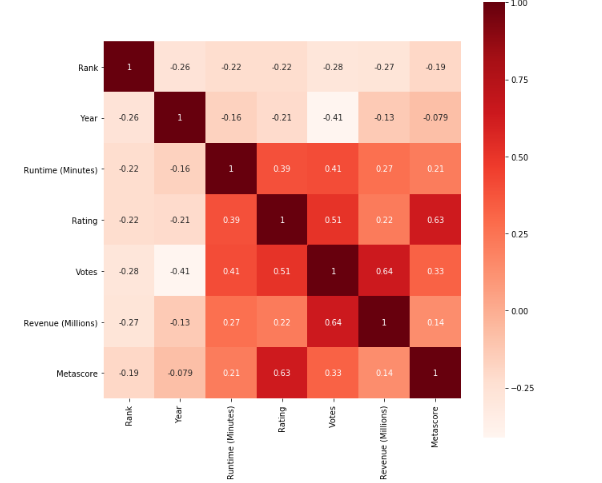 1.00
Rank 1 -0.26 -0.22 -0.22 -0.28 -0.27 -0.19
0.75
Year -0.26 1 -0.16 -0.21 -0.41 -0.13 -0.079
0.50
Runtime (Minutes) -0.22 -0.16 1 0.39 0.41 0.27 0.21
Rating -0.22 -0.21 0.39 1 0.51 0.22 0.63
0.25
Votes -0.28 -0.41 0.41 0.51 1 0.64 0.33
0.00
Revenue (Millions) -0.27 -0.13 0.27 0.22 0.64 1 0.14
Metascore -0.19 -0.079 0.21 0.63 0.33 0.14 1
−0.25
Rank
Year
Runtime (Minutes)
Rating
Votes
Revenue (Millions)
Metascore